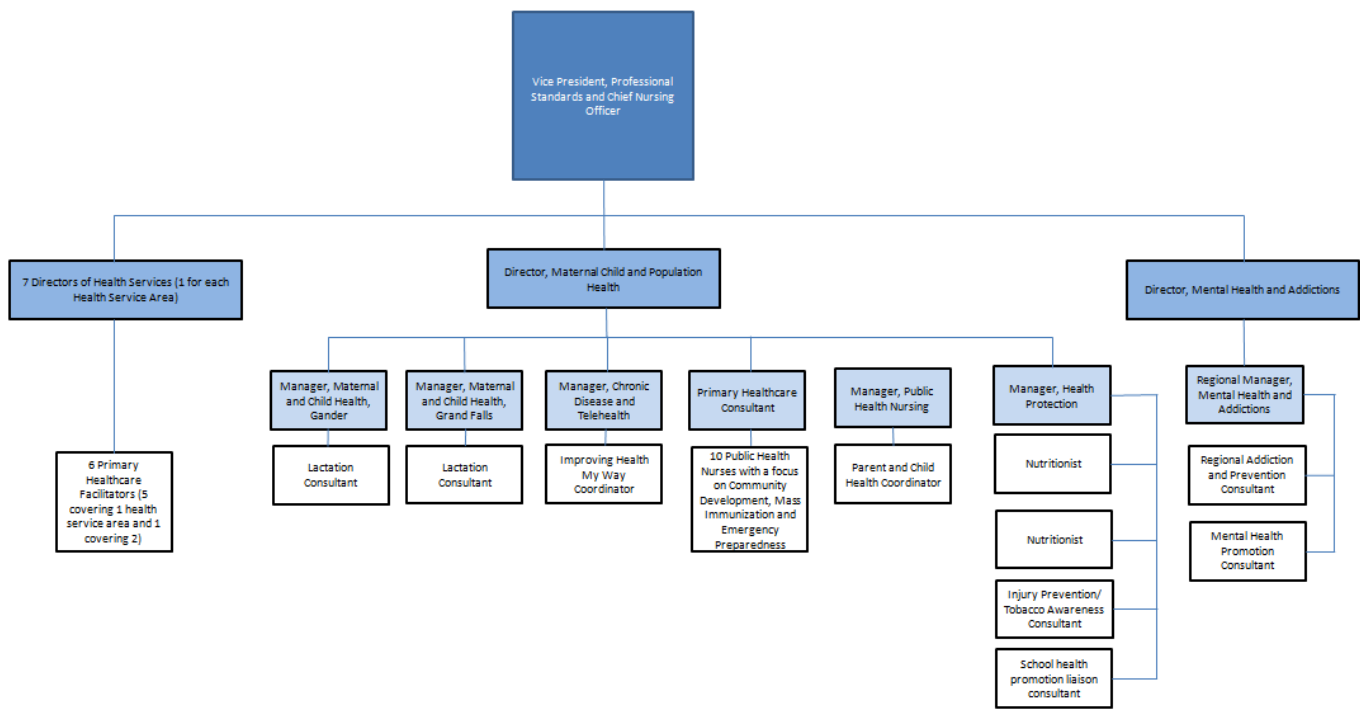 Vice President, Professional
Standards and Chief Nursing
Officer
7 Directors of Health Services (1 for each
Health Service Area)
Director, Maternal Child and Population
Health
Director, Mental Health and Addictions
Manager, Maternal
and Child Health,
Gander
Manager, Maternal
and Child Health,
Grand Falls
Manager, Chronic
Disease and
Telehealth
Primary Healthcare
Consultant
Manager, Public
Health Nursing
Manager, Health
Protection
Regional Manager,
Mental Health and
Addictions
6 Primary
Healthcare
Facilitators (5
covering 1 health
service area and 1
covering 2)
Lactation
Consultant
Lactation
Consultant
Improving Health
My Way
Coordinator
10 Public Health
Nurses with a focus
on Community
Development, Mass
Immunization and
Emergency
Preparedness
Parent and Child
Health Coordinator
Nutritionist
Regional Addiction
and Prevention
Consultant
Nutritionist
Mental Health
Promotion
Consultant
Injury Prevention/
Tobacco Awareness
Consultant
School health
promotion liaison
consultant